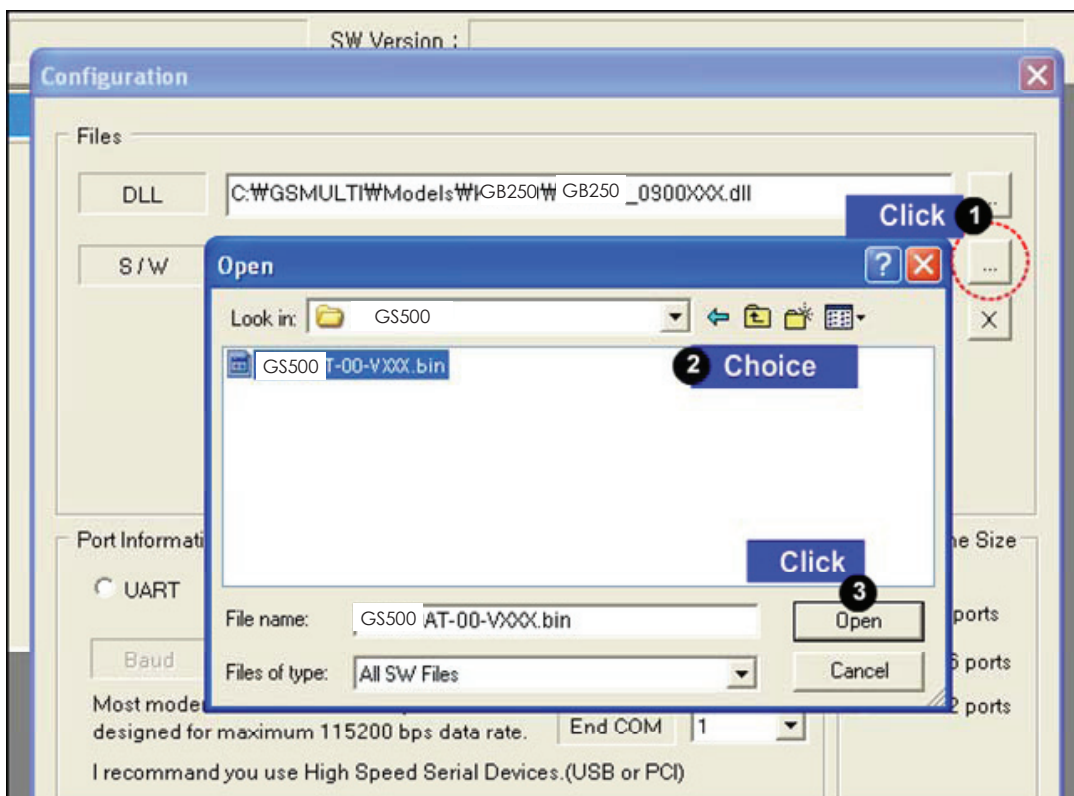 SW Version :
Configuration
Files
DLL
C:₩GSMULTI₩Models₩KGB250₩ GB250 _0900XXX.dll
...
Click 1
S/W
...
Open
Look in: GS500
X
GS500 T-00-VXXX.bin
2 Choice
Port Informati
ne Size
Click
3
UART
File name: GS500 AT-00-VXXX.bin
Open
ports
Baud
Files of type: All SW Files
Cancel
6 ports
Most moder
2 ports
designed for maximum 115200 bps data rate.
End COM 1
I recommand you use High Speed Serial Devices.(USB or PCI)